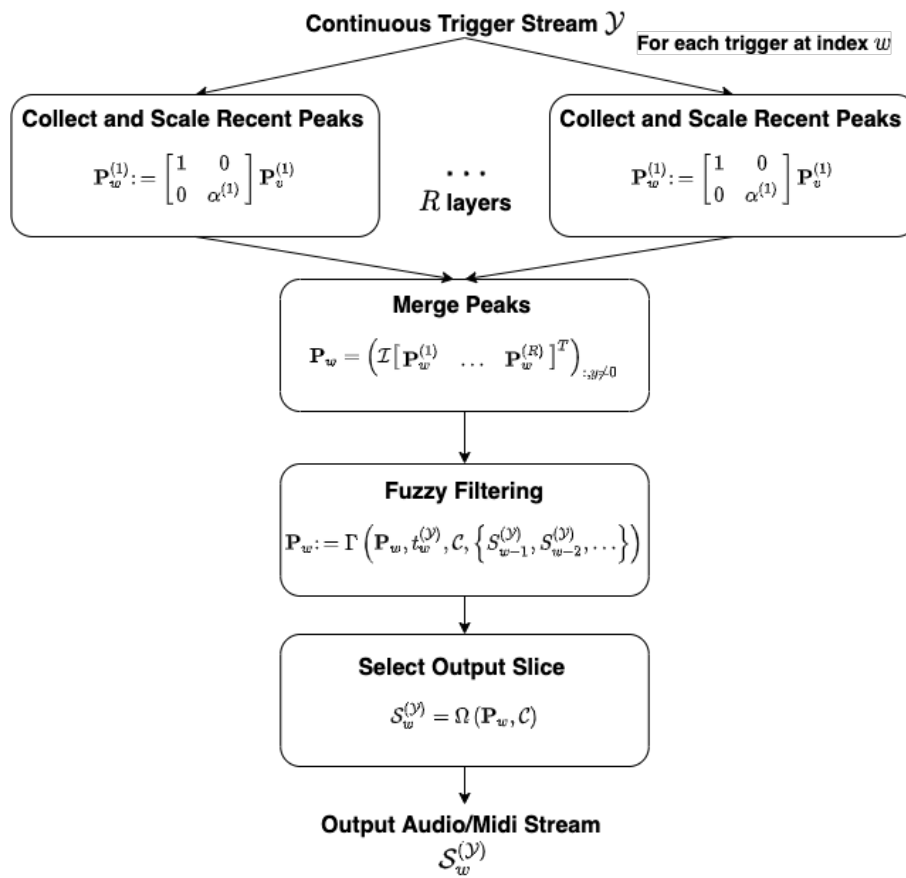 Continuous Trigger Stream 𝒴
For each trigger at index w
Collect and Scale Recent Peaks
P_w^{(1)} := [1 0; 0 α^{(1)}] P_v^{(1)}
... 
R layers
Collect and Scale Recent Peaks
P_w^{(1)} := [1 0; 0 α^{(1)}] P_v^{(1)}
Merge Peaks
P_w = (ℐ[P_w^{(1)} ... P_w^{(R)}]^T)_{:,y≠0}
Fuzzy Filtering
P_w := Γ(P_w, t_w^{(𝒴)}, 𝒞, {S_{w-1}^{(𝒴)}, S_{w-2}^{(𝒴)}, ...})
Select Output Slice
𝒮_w^{(𝒴)} = Ω(P_w, 𝒞)
Output Audio/Midi Stream
𝒮_w^{(𝒴)}